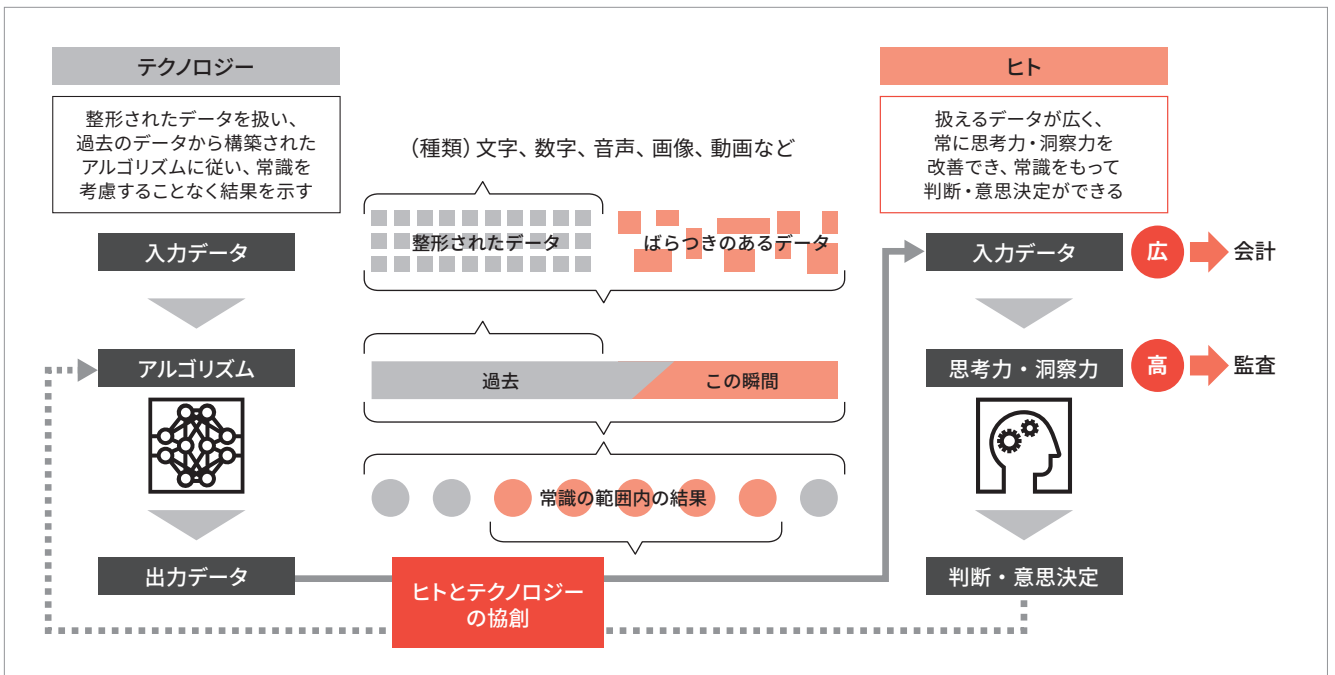 テクノロジー
整形されたデータを扱い、
過去のデータから構築された
アルゴリズムに従い、常識を
考慮することなく結果を示す
入力データ
アルゴリズム
出力データ
（種類）文字、数字、音声、画像、動画など
整形されたデータ
ばらつきのあるデータ
過去
この瞬間
常識の範囲内の結果
ヒトとテクノロジー
の協創
ヒト
扱えるデータが広く、
常に思考力・洞察力を
改善でき、常識をもって
判断・意思決定ができる
入力データ
広
会計
思考力・洞察力
高
監査
判断・意思決定